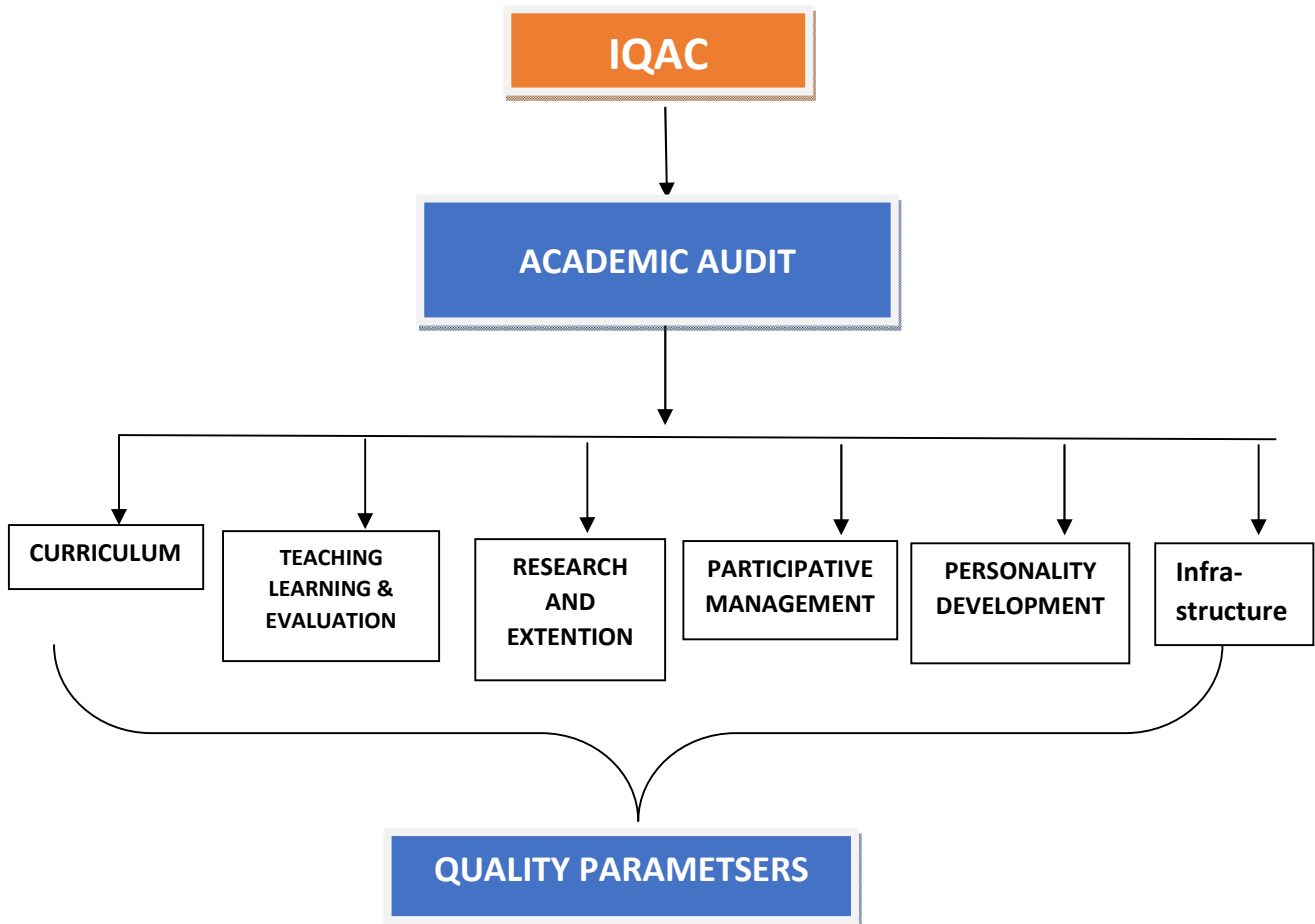 IQAC
ACADEMIC AUDIT
CURRICULUM
TEACHING
LEARNING &
EVALUATION
RESEARCH
AND
EXTENTION
PARTICIPATIVE
MANAGEMENT
PERSONALITY
DEVELOPMENT
Infra-
structure
QUALITY PARAMETSERS